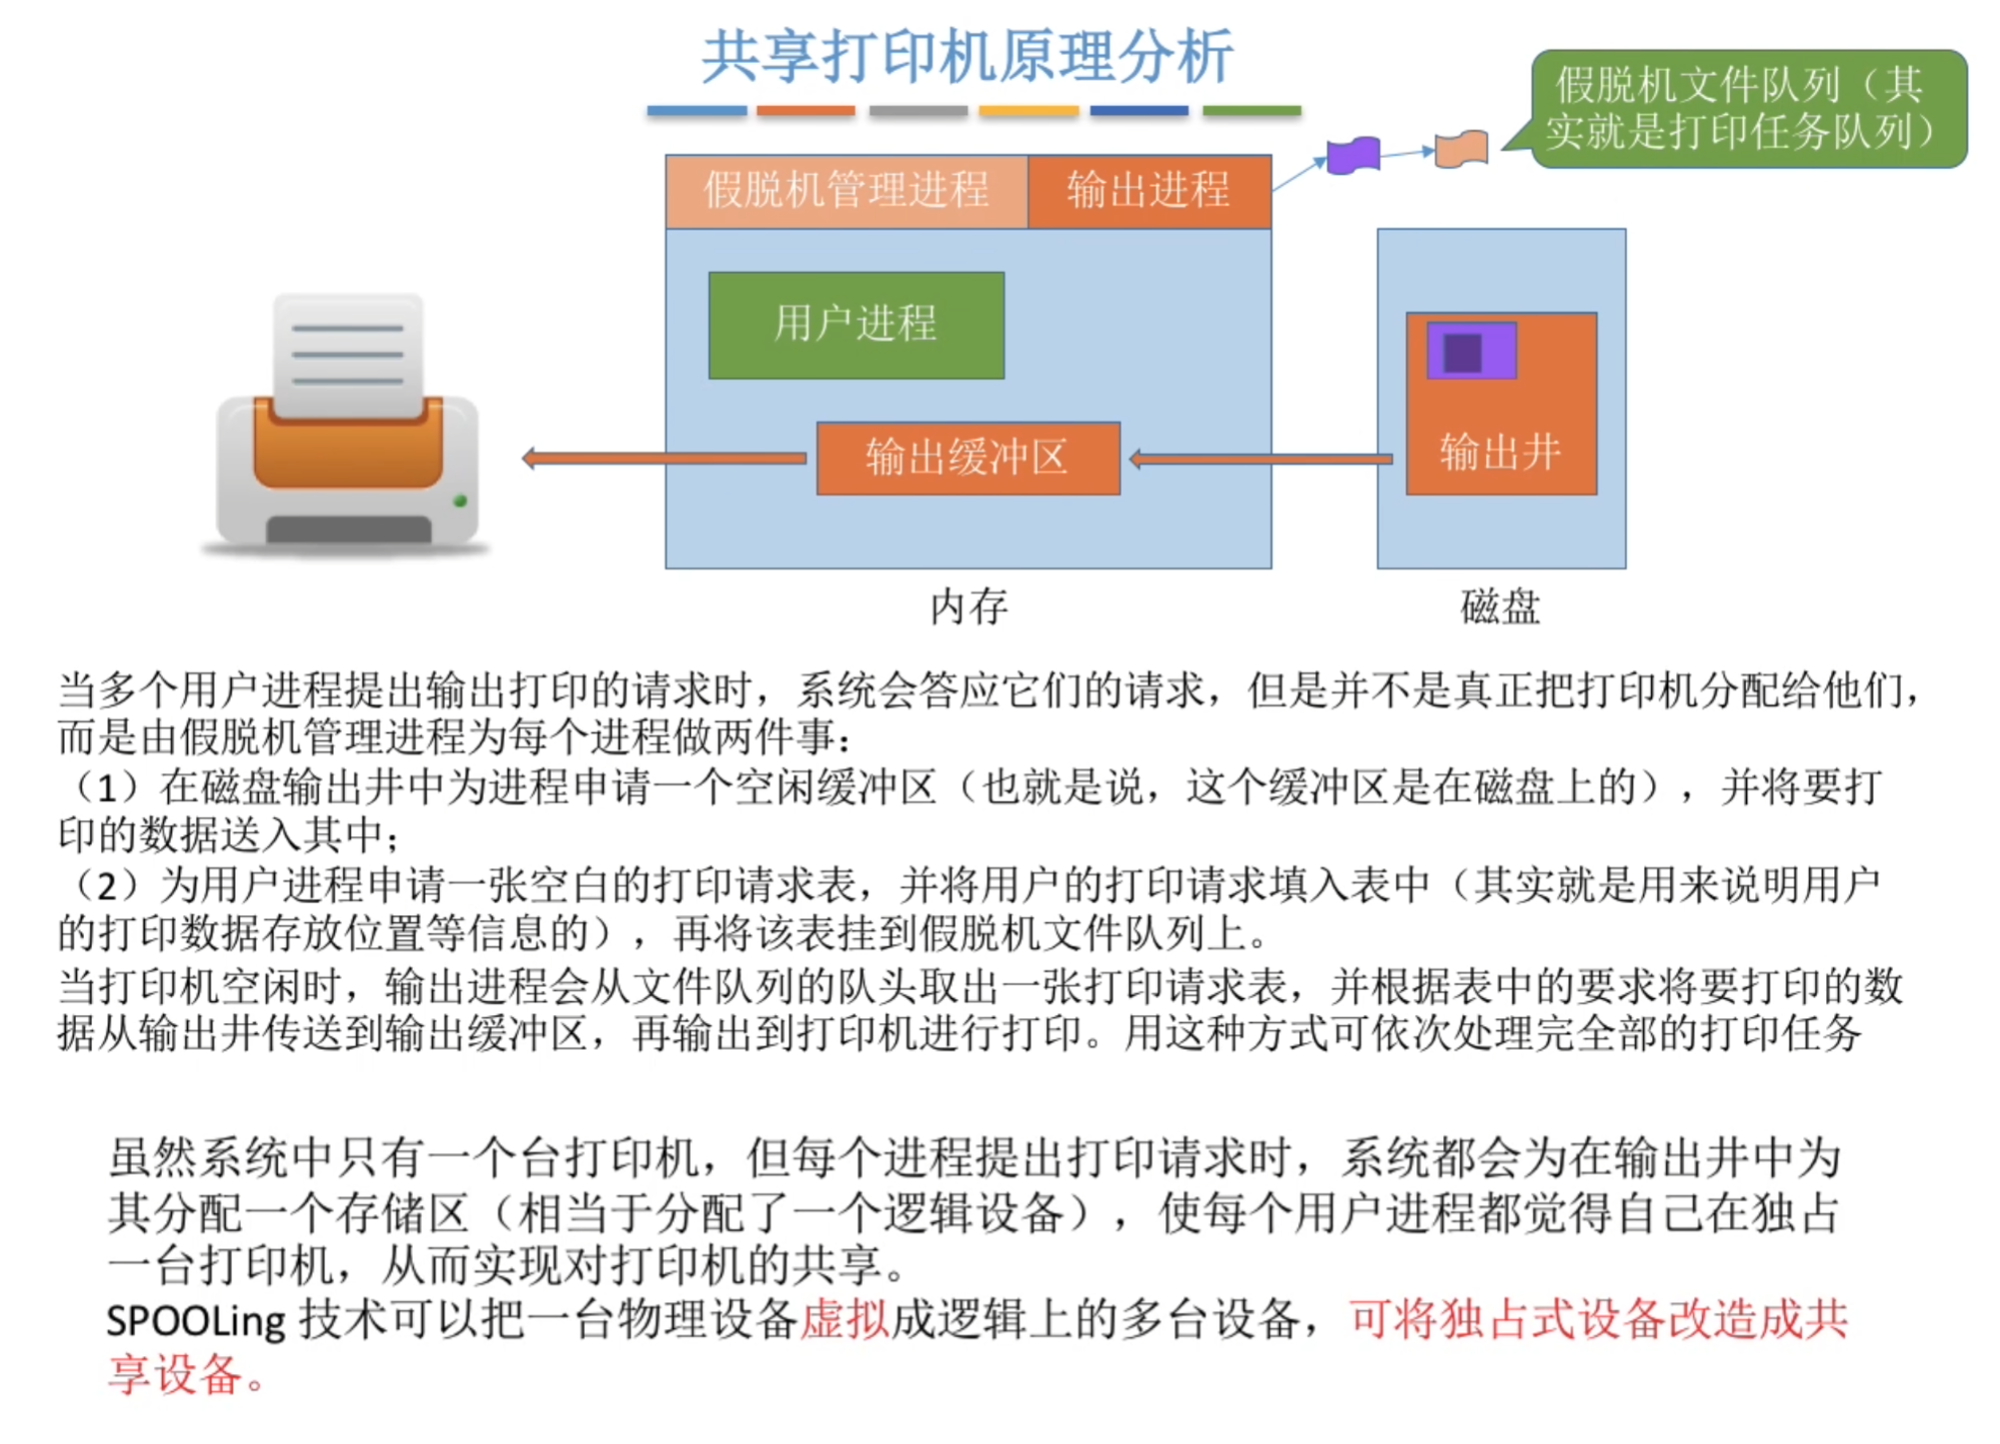 共享打印机原理分析
假脱机文件队列（其
实就是打印任务队列）
假脱机管理进程
输出进程
用户进程
输出缓冲区
输出井
内存
磁盘
当多个用户进程提出输出打印的请求时，系统会答应它们的请求，但是并不是真正把打印机分配给他们，
而是由假脱机管理进程为每个进程做两件事：
（1）在磁盘输出井中为进程申请一个空闲缓冲区（也就是说，这个缓冲区是在磁盘上的），并将要打
印的数据送入其中；
（2）为用户进程申请一张空白的打印请求表，并将用户的打印请求填入表中（其实就是用来说明用户
的打印数据存放位置等信息的），再将该表挂到假脱机文件队列上。
当打印机空闲时，输出进程会从文件队列的队头取出一张打印请求表，并根据表中的要求将要打印的数
据从输出井传送到输出缓冲区，再输出到打印机进行打印。用这种方式可依次处理完全部的打印任务
虽然系统中只有一个台打印机，但每个进程提出打印请求时，系统都会为在输出井中为
其分配一个存储区（相当于分配了一个逻辑设备），使每个用户进程都觉得自己在独占
一台打印机，从而实现对打印机的共享。
SPOOLing 技术可以把一台物理设备虚拟成逻辑上的多台设备，可将独占式设备改造成共
享设备。